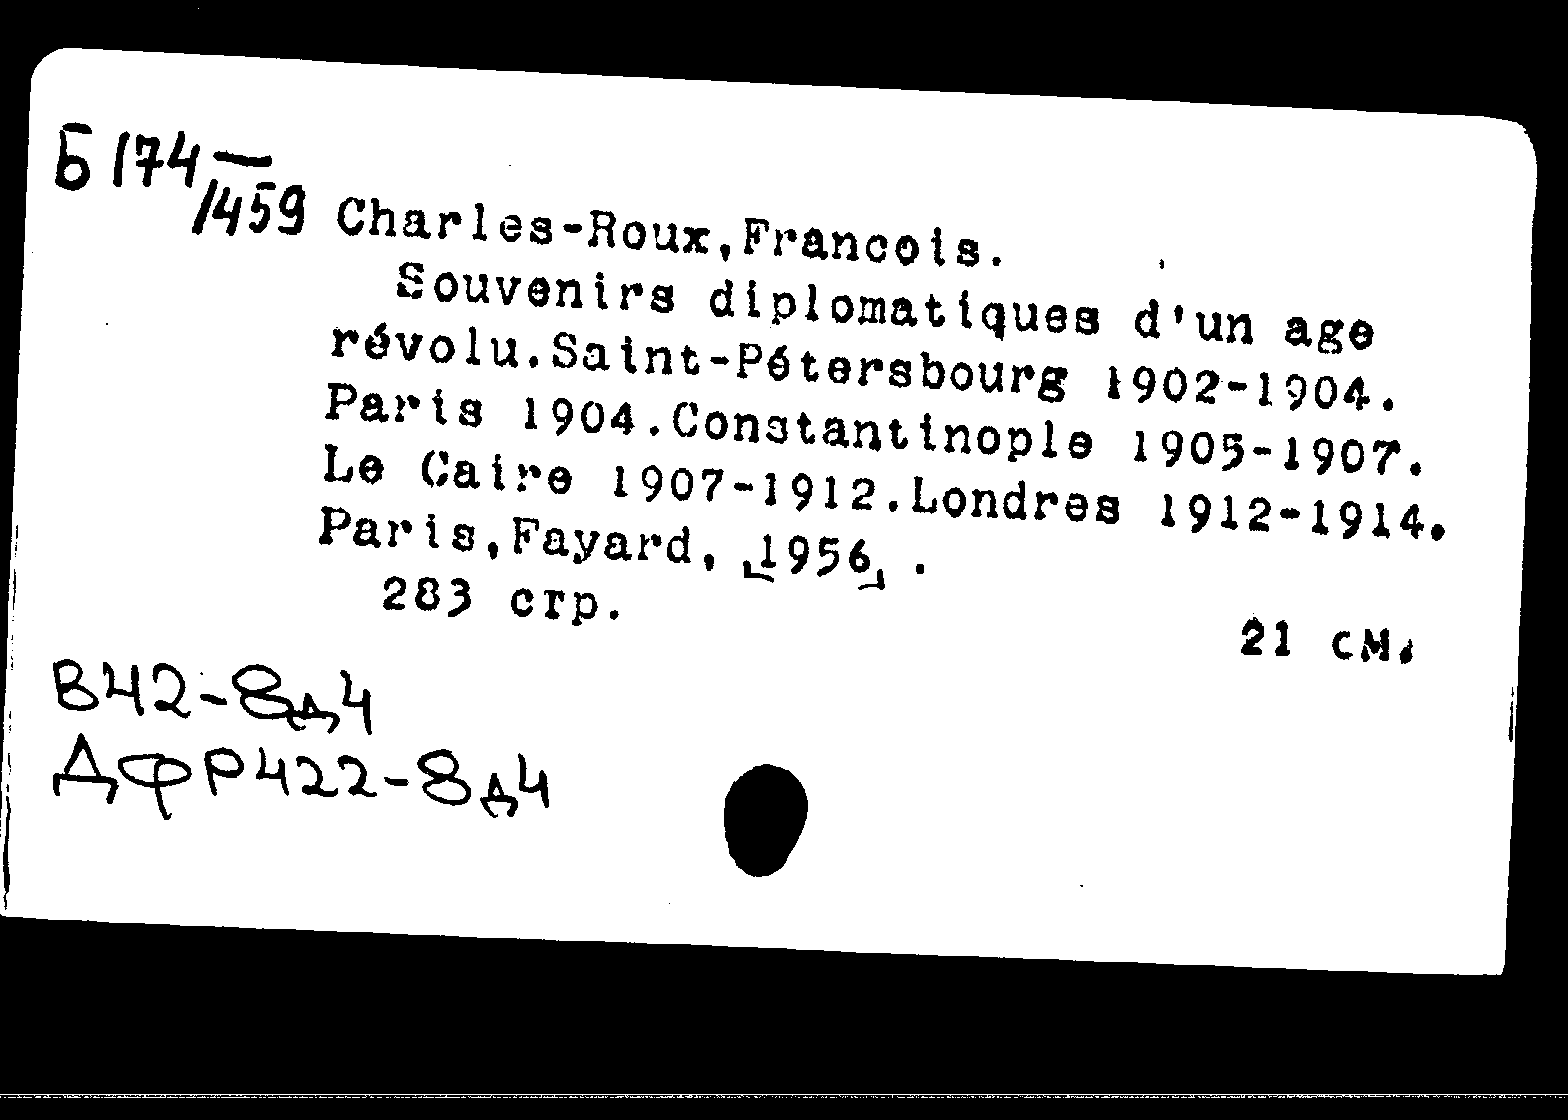 Б 174—
/459
Charles-Roux,Francois.
Souvenirs diplomatiques d'un age
révolu.Saint-Pétersbourg 1902-1904.
Paris 1904.Constantinople 1905-1907.
Le Caire 1907-1912.Londres 1912-1914.
Paris,Fayard, [1956] .
283 стр.
21 см.
В42-8д4
ДФР422-8д4